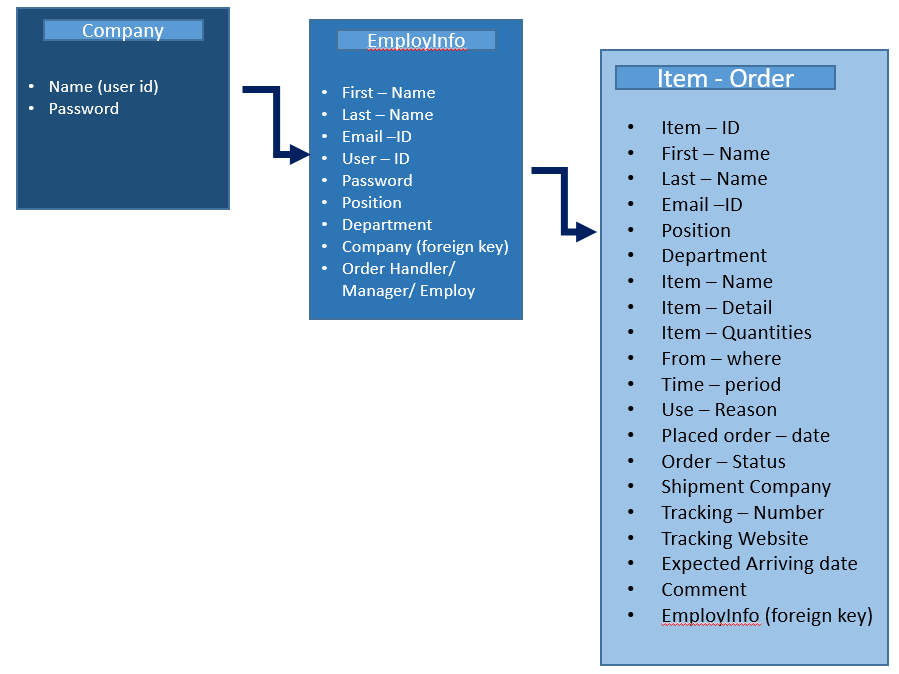 Company
• Name (user id)
• Password
EmployInfo
• First – Name
• Last – Name
• Email –ID
• User – ID
• Password
• Position
• Department
• Company (foreign key)
• Order Handler/
Manager/ Employ
Item - Order
• Item – ID
• First – Name
• Last – Name
• Email –ID
• Position
• Department
• Item – Name
• Item – Detail
• Item – Quantities
• From – where
• Time – period
• Use – Reason
• Placed order – date
• Order – Status
• Shipment Company
• Tracking – Number
• Tracking Website
• Expected Arriving date
• Comment
• EmployInfo (foreign key)